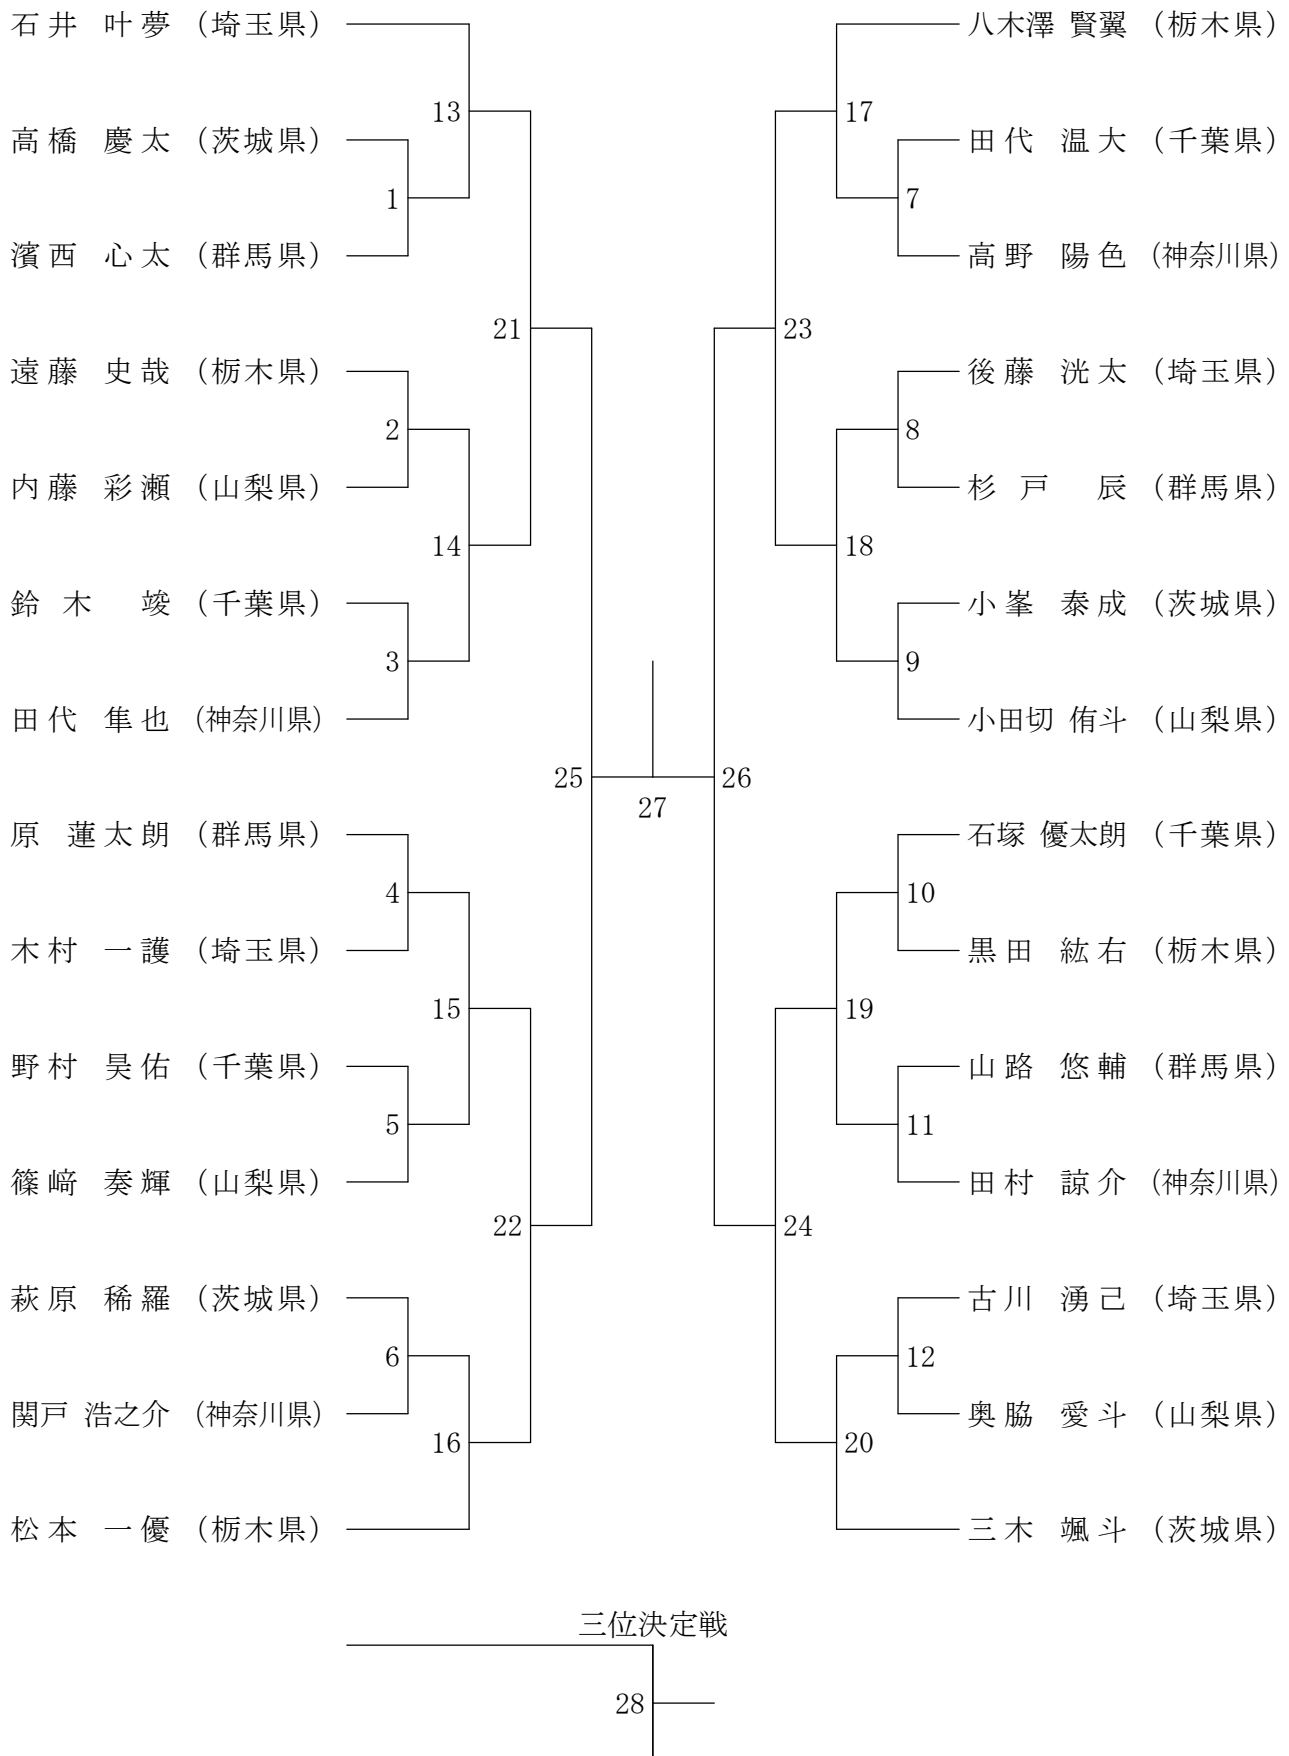 石井 叶夢 (埼玉県)
13
高橋 慶太 (茨城県)
1
濱西 心太 (群馬県)
21
遠藤 史哉 (栃木県)
2
内藤 彩瀬 (山梨県)
14
鈴木 竣 (千葉県)
3
田代 隼也 (神奈川県)
25
原 蓮太朗 (群馬県)
4
木村 一護 (埼玉県)
15
野村 昊佑 (千葉県)
5
篠﨑 奏輝 (山梨県)
22
萩原 稀羅 (茨城県)
6
関戸 浩之介 (神奈川県)
16
松本 一優 (栃木県)
27
八木澤 賢翼 (栃木県)
17
田代 温大 (千葉県)
7
高野 陽色 (神奈川県)
23
後藤 洸太 (埼玉県)
8
杉戸 辰 (群馬県)
18
小峯 泰成 (茨城県)
9
小田切 侑斗 (山梨県)
26
石塚 優太朗 (千葉県)
10
黒田 紘右 (栃木県)
19
山路 悠輔 (群馬県)
11
田村 諒介 (神奈川県)
24
古川 湧己 (埼玉県)
12
奥脇 愛斗 (山梨県)
20
三木 颯斗 (茨城県)
三位決定戦
28